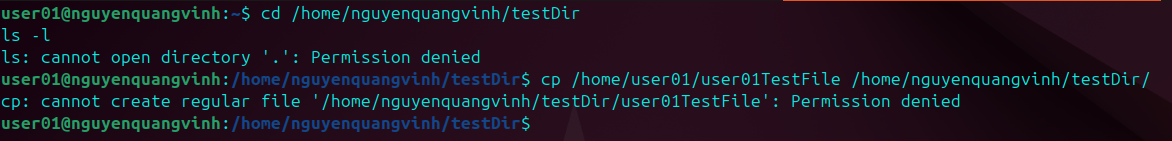 user01@nguyenquangvinh:~$ cd /home/nguyenquangvinh/testDir
ls -l
ls: cannot open directory '.': Permission denied
user01@nguyenquangvinh:/home/nguyenquangvinh/testDir$ cp /home/user01/user01TestFile /home/nguyenquangvinh/testDir/
cp: cannot create regular file '/home/nguyenquangvinh/testDir/user01TestFile': Permission denied
user01@nguyenquangvinh:/home/nguyenquangvinh/testDir$